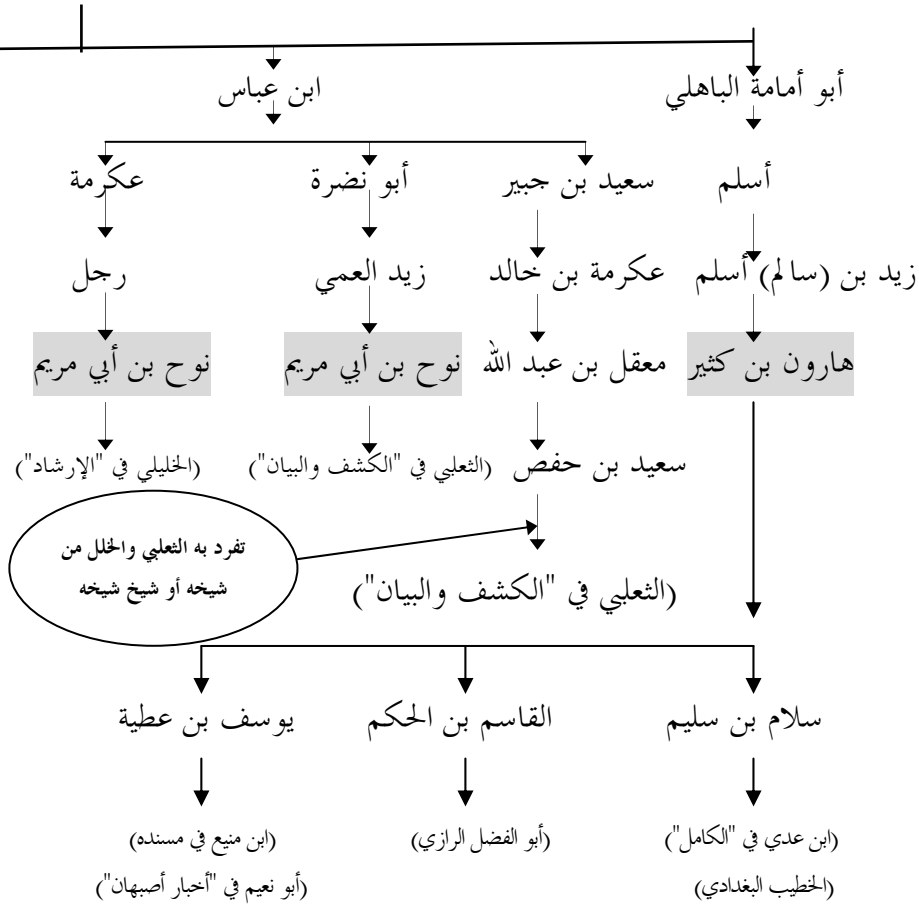 أبو أمامة الباهلي ابن عباس
أسلم سعيد بن جبير أبو نضرة عكرمة
زيد بن (سالم) أسلم عكرمة بن خالد زيد العمي رجل
هارون بن كثير معقل بن عبد الله نوح بن أبي مريم نوح بن أبي مريم
سعيد بن حفص (الثعلبي في "الكشف والبيان") (الخليلي في "الإرشاد")
تفرد به الثعلبي والخلل من
شيخه أو شيخ شيخه
(الثعلبي في "الكشف والبيان")
سلام بن سليم القاسم بن الحكم يوسف بن عطية
(ابن عدي في "الكامل") (أبو الفضل الرازي) (ابن منيع في مسنده)
(الخطيب البغدادي) (أبو نعيم في "أخبار أصبهان")